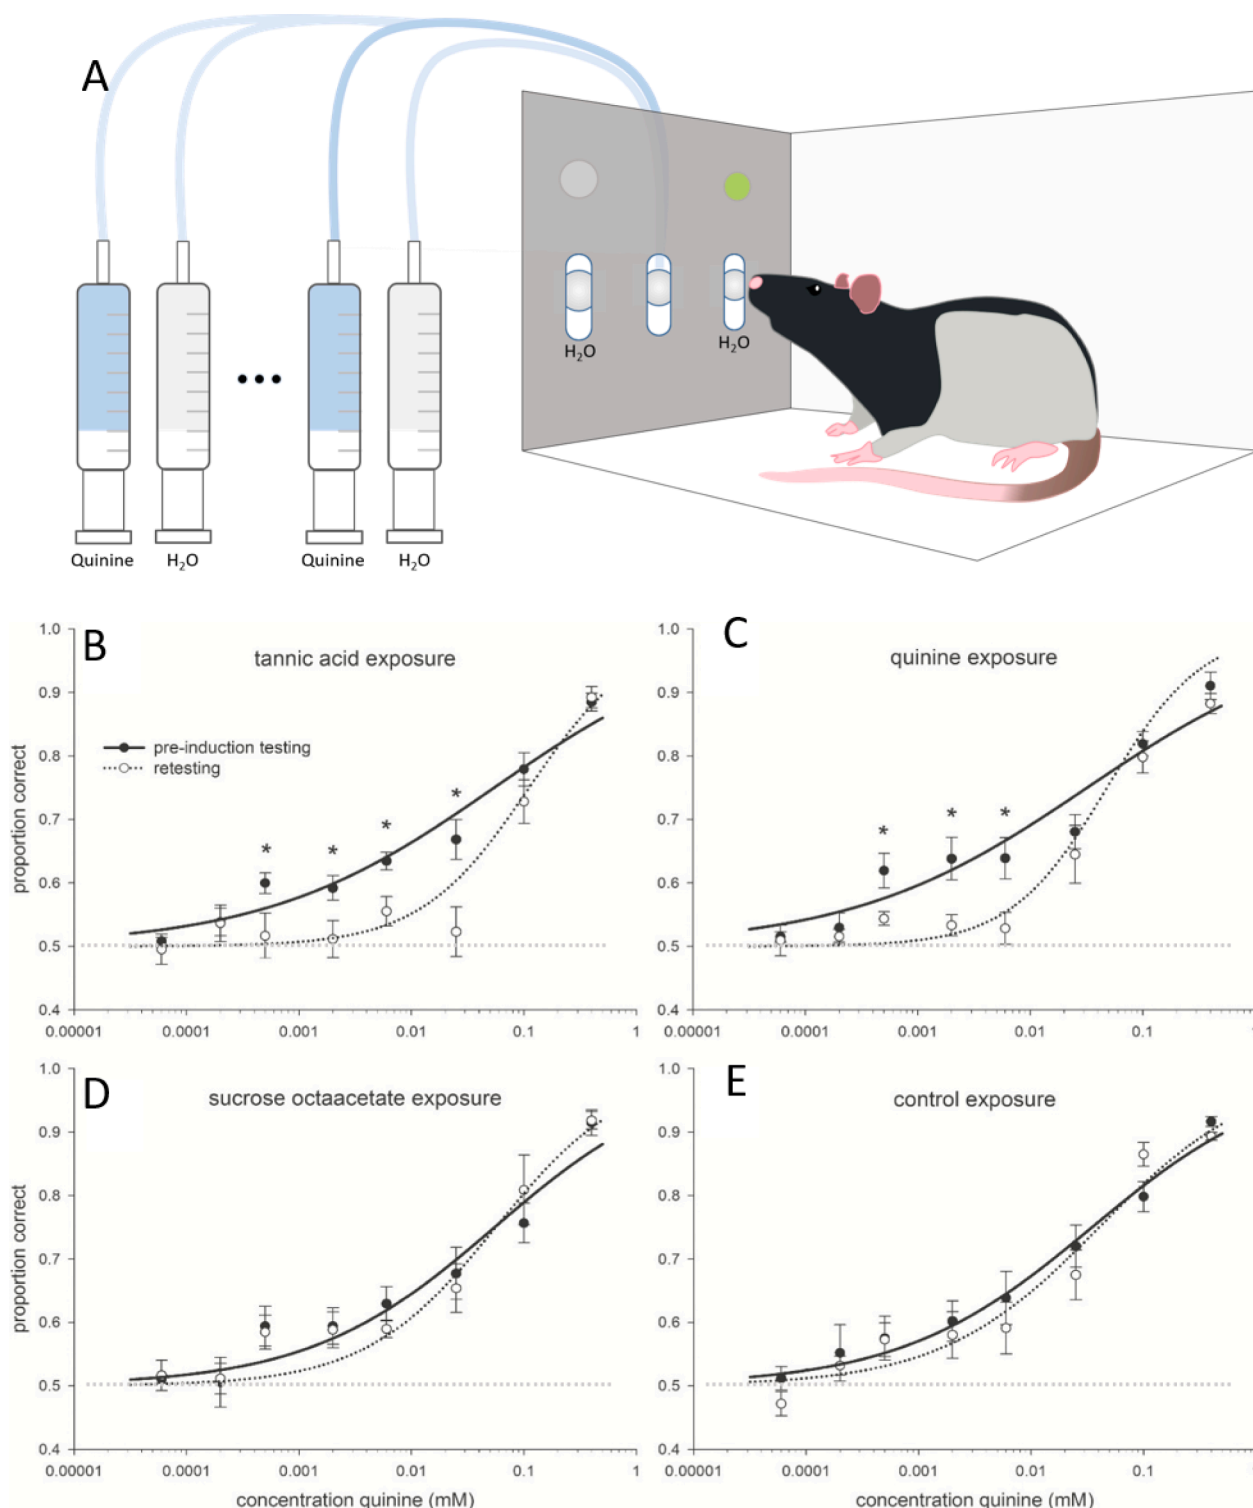 A
H₂O
H₂O
Quinine
H₂O
Quinine
H₂O
B
tannic acid exposure
pre-induction testing
retesting
*
*
*
*
proportion correct
1.0
0.9
0.8
0.7
0.6
0.5
0.4
0.00001
0.0001
0.001
0.01
0.1
1
C
quinine exposure
*
*
*
1.0
0.9
0.8
0.7
0.6
0.5
0.4
0.00001
0.0001
0.001
0.01
0.1
1
D
sucrose octaacetate exposure
proportion correct
1.0
0.9
0.8
0.7
0.6
0.5
0.4
0.00001
0.0001
0.001
0.01
0.1
1
concentration quinine (mM)
E
control exposure
1.0
0.9
0.8
0.7
0.6
0.5
0.4
0.00001
0.0001
0.001
0.01
0.1
1
concentration quinine (mM)